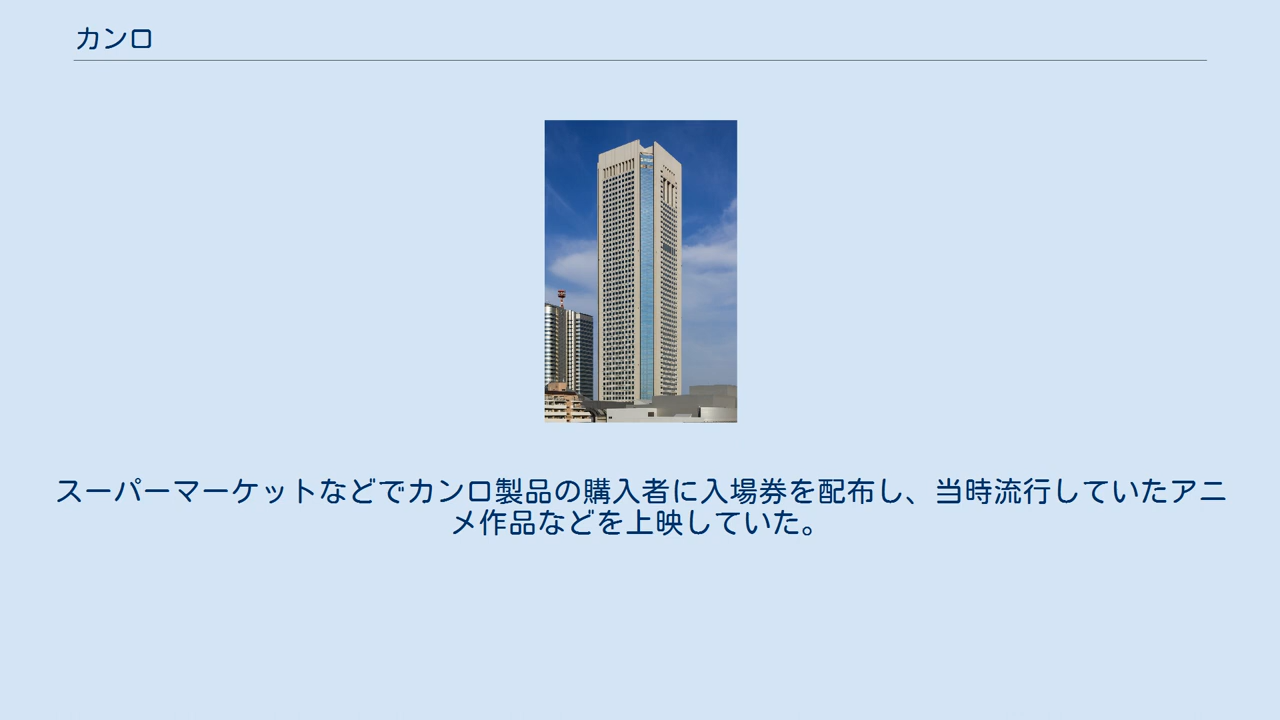 カンロ
スーパーマーケットなどでカンロ製品の購入者に入場券を配布し、当時流行していたアニ
メ作品などを上映していた。